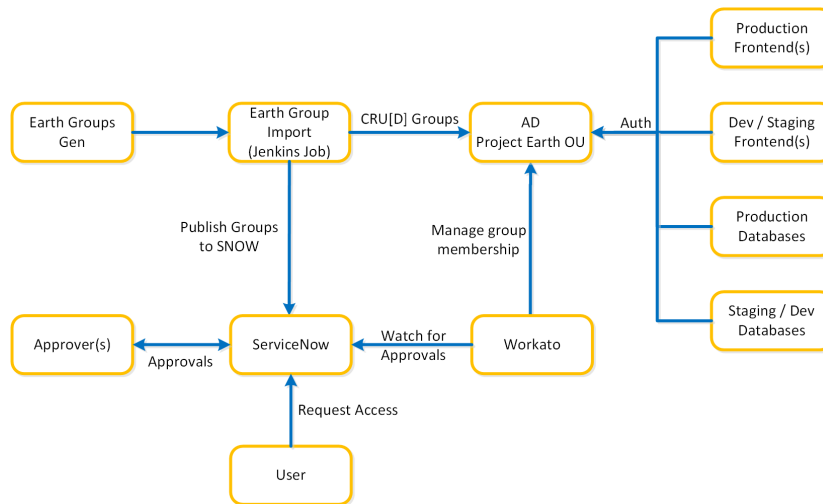 Production
Frontend(s)
Earth Groups
Gen
Earth Group
Import
(Jenkins Job)
CRU[D] Groups
AD
Project Earth OU
Auth
Dev / Staging
Frontend(s)
Publish Groups
to SNOW
Manage group
membership
Production
Databases
Approver(s)
Approvals
ServiceNow
Watch for
Approvals
Workato
Staging / Dev
Databases
Request Access
User